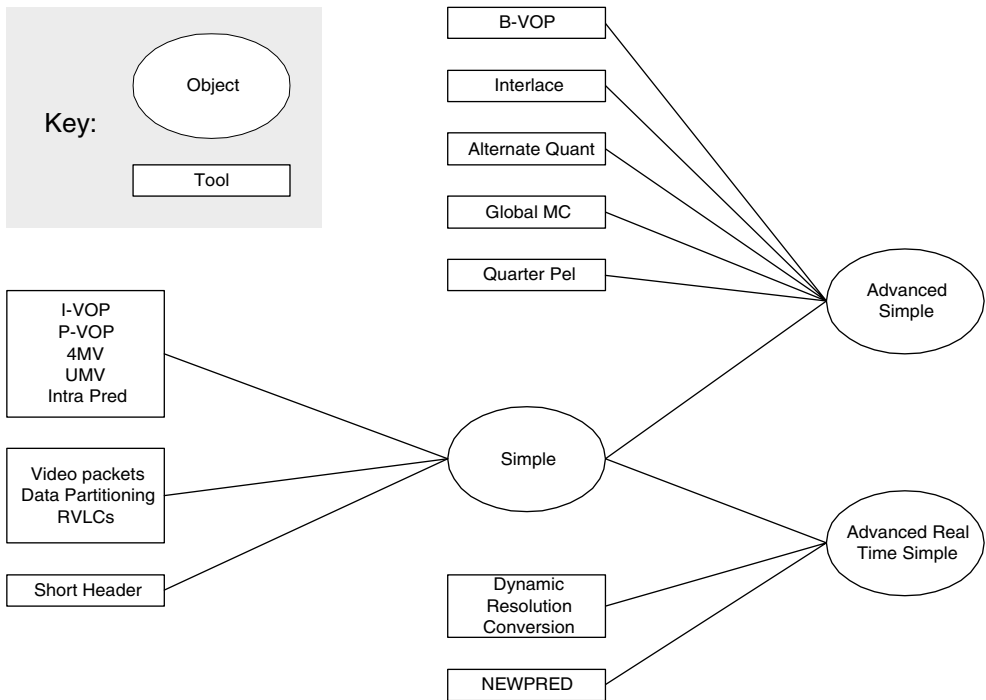 Key:
Object
Tool
B-VOP
Interlace
Alternate Quant
Global MC
Quarter Pel
Advanced
Simple
I-VOP
P-VOP
4MV
UMV
Intra Pred
Video packets
Data Partitioning
RVLCs
Short Header
Simple
Advanced Real
Time Simple
Dynamic
Resolution
Conversion
NEWPRED